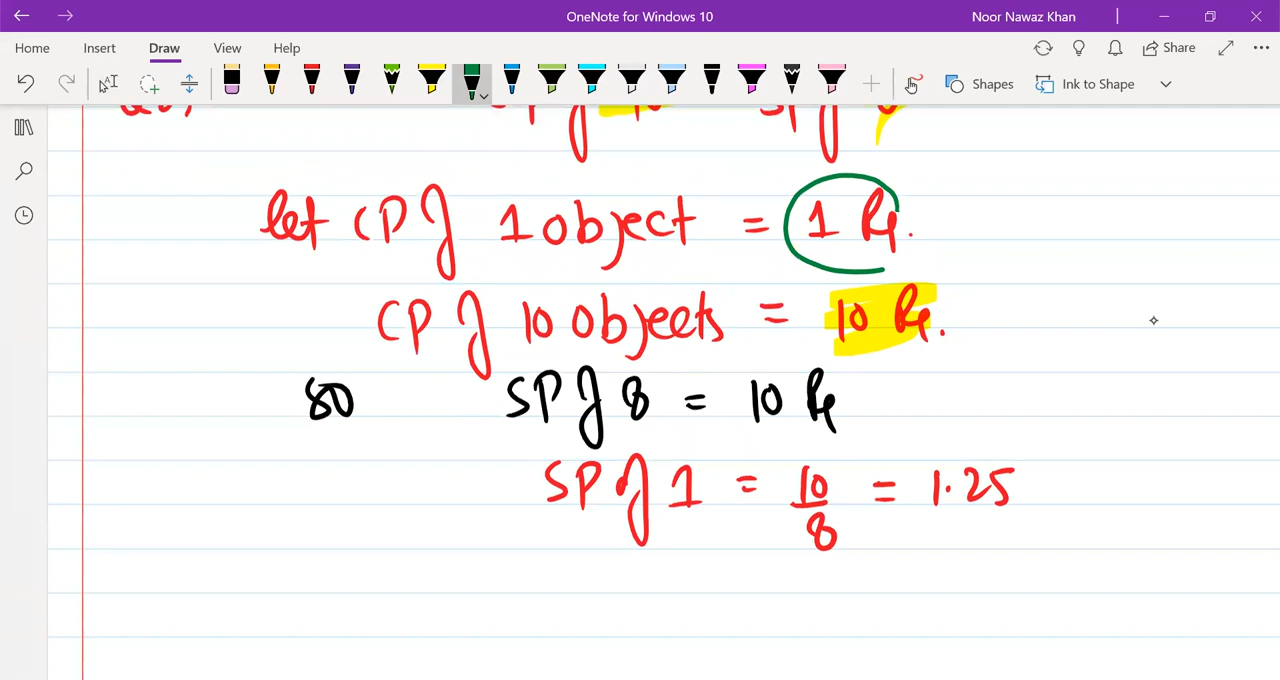 OneNote for Windows 10
Noor Nawaz Khan
Home Insert Draw View Help
Share
Shapes
Ink to Shape
let CP of 1 object = 1 Rs.
CP of 10 objects = 10 Rs.
So SP of 8 = 10 Rs
SP of 1 = 10/8 = 1.25